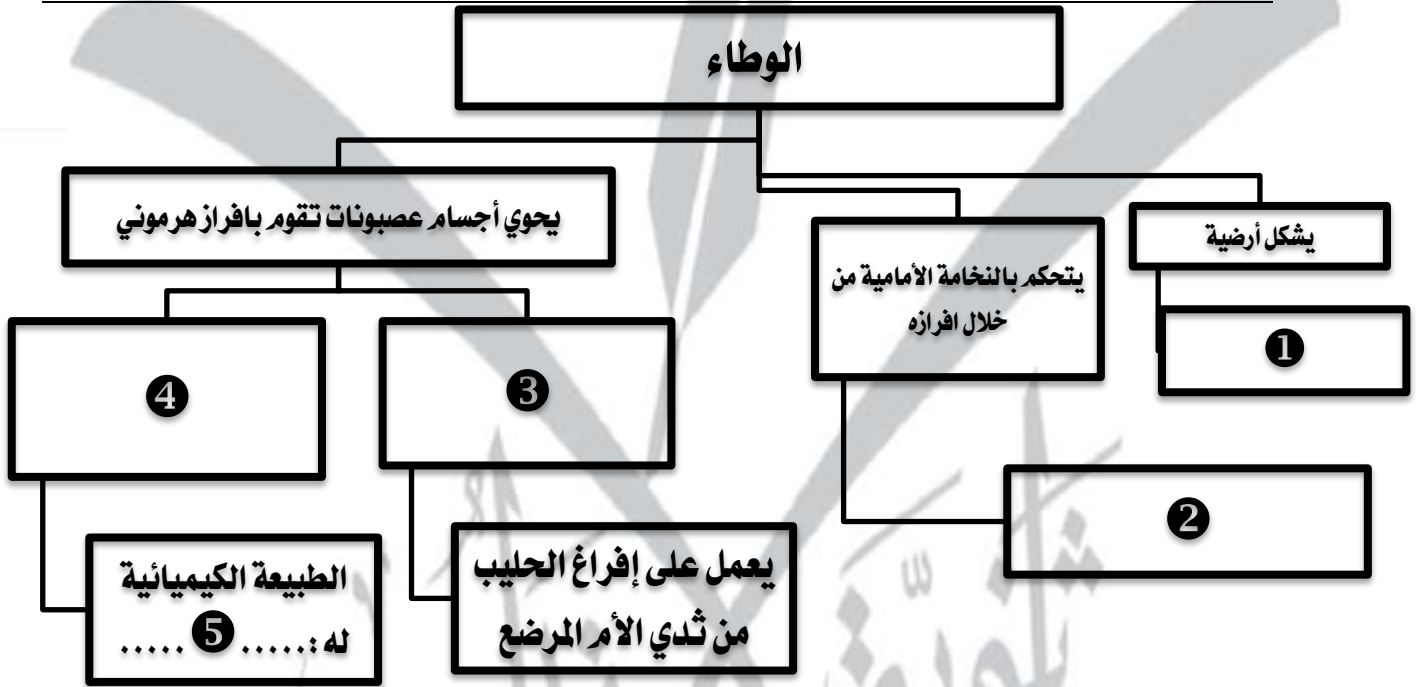 الوطاء
يشكل أرضية
❶
يتحكم بالنخامة الأمامية من
خلال افرازه
❷
يحوي أجسام عصبونات تقوم بافراز هرموني
❸
يعمل على إفراغ الحليب
من ثدي الأم المرضع
❹
الطبيعة الكيميائية
له :..... ❺ .....